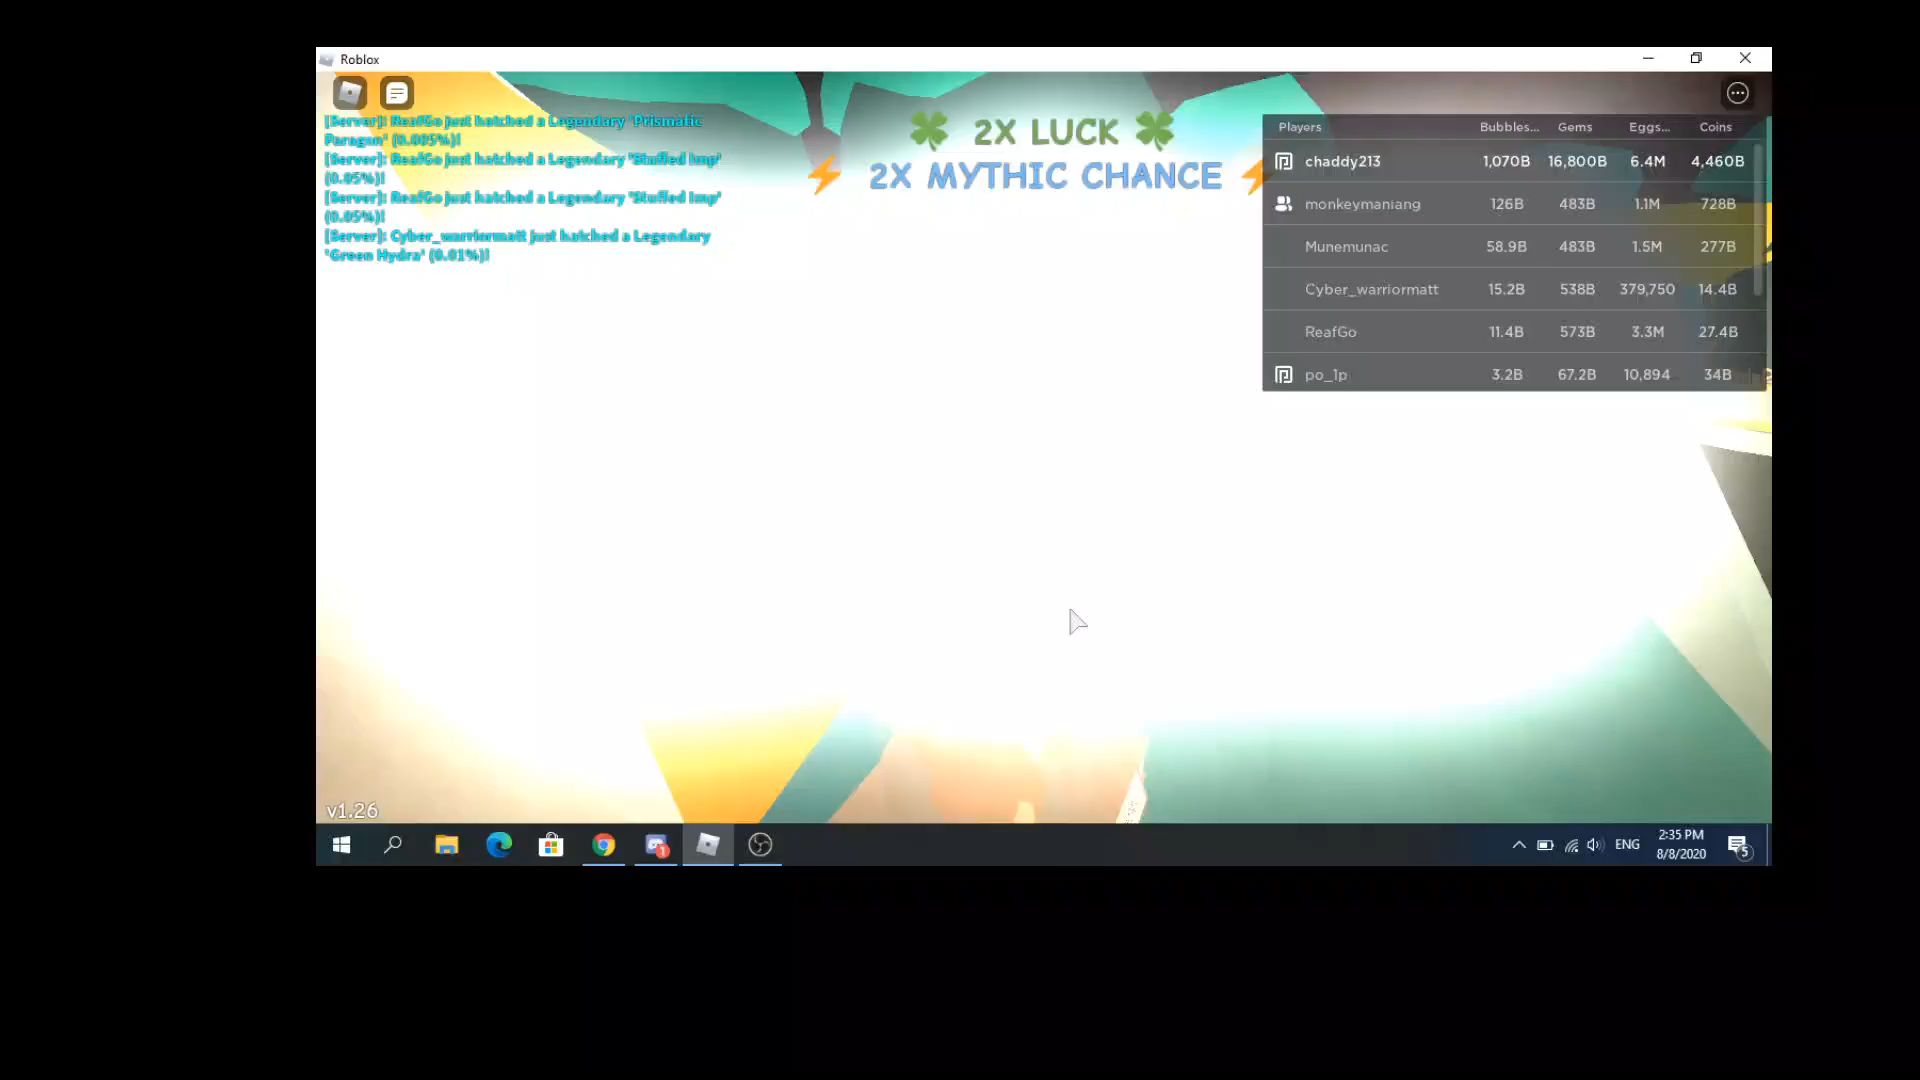 Roblox
[Server]: ReafGo just hatched a Legendary 'Prismatic
Paragon' (0.005%)!
[Server]: ReafGo just hatched a Legendary 'Stuffed Imp'
(0.05%)!
[Server]: ReafGo just hatched a Legendary 'Stuffed Imp'
(0.05%)!
[Server]: Cyber_warriormatt just hatched a Legendary
'Green Hydra' (0.01%)!
2X LUCK
2X MYTHIC CHANCE
Players Bubbles... Gems Eggs... Coins
chaddy213 1,070B 16,800B 6.4M 4,460B
monkeymaniang 126B 483B 1.1M 728B
Munemunac 58.9B 483B 1.5M 277B
Cyber_warriormatt 15.2B 538B 379,750 14.4B
ReafGo 11.4B 573B 3.3M 27.4B
po_1p 3.2B 67.2B 10,894 34B
v1.26
1
ENG
2:35 PM
8/8/2020
5